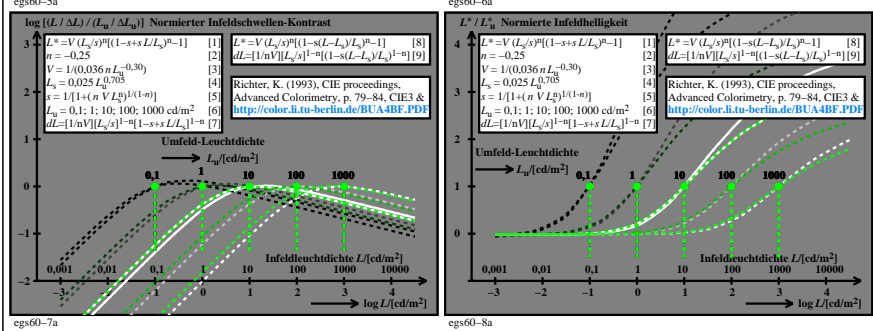 egs60–5a
egs60–6a
log [(L / ΔL) / (Lu / ΔLu)] Normierter Infeldschwellen-Kontrast
3
L* =V (Ls/s)n[(1−s+s L/Ls)n−1] [1]
n = −0,25 [2]
V = 1/(0,036 n Lu−0,30) [3]
Ls = 0,025 Lu0,705 [4]
s = 1/[1+( n V Ls)n)1/(1-n)] [5]
Lu = 0,1; 1; 10; 100; 1000 cd/m2 [6]
dL=[1/nV][Ls/s]1−n[1−s+s L/Ls]1−n [7]
L* =V (Ls/s)n[(1−s(L−Ls)/Ls)n−1] [8]
dL=[1/nV][Ls/s]1−n[(1−s(L−Ls)/Ls)1−n] [9]
Richter, K. (1993), CIE proceedings,
Advanced Colorimetry, p. 79–84, CIE3 &
http://color.li.tu-berlin.de/BUA4BF.PDF
2
1
Umfeld-Leuchtdichte
Lu/[cd/m2]
0,1 1 10 100 1000
0
−1
Infeldleuchtdichte L/[cd/m2]
−2
0,001 0,01 0,1 1 10 100 1000 10000
−3 −2 −1 0 1 2 3 4
log L/[cd/m2]
egs60–7a
L* / L*u Normierte Infeldhelligkeit
3
L* =V (Ls/s)n[(1−s+s L/Ls)n−1] [1]
n = −0,25 [2]
V = 1/(0,036 n Lu−0,30) [3]
Ls = 0,025 Lu0,705 [4]
s = 1/[1+( n V Ls)n)1/(1-n)] [5]
Lu = 0,1; 1; 10; 100; 1000 cd/m2 [6]
dL=[1/nV][Ls/s]1−n[1−s+s L/Ls]1−n [7]
L* =V (Ls/s)n[(1−s(L−Ls)/Ls)n−1] [8]
dL=[1/nV][Ls/s]1−n[(1−s(L−Ls)/Ls)1−n] [9]
Richter, K. (1993), CIE proceedings,
Advanced Colorimetry, p. 79–84, CIE3 &
http://color.li.tu-berlin.de/BUA4BF.PDF
2
Umfeld-Leuchtdichte
Lu/[cd/m2]
0,1 1 10 100 1000
1
0
Infeldleuchtdichte L/[cd/m2]
0,001 0,01 0,1 1 10 100 1000 10000
−3 −2 −1 0 1 2 3 4
log L/[cd/m2]
egs60–8a